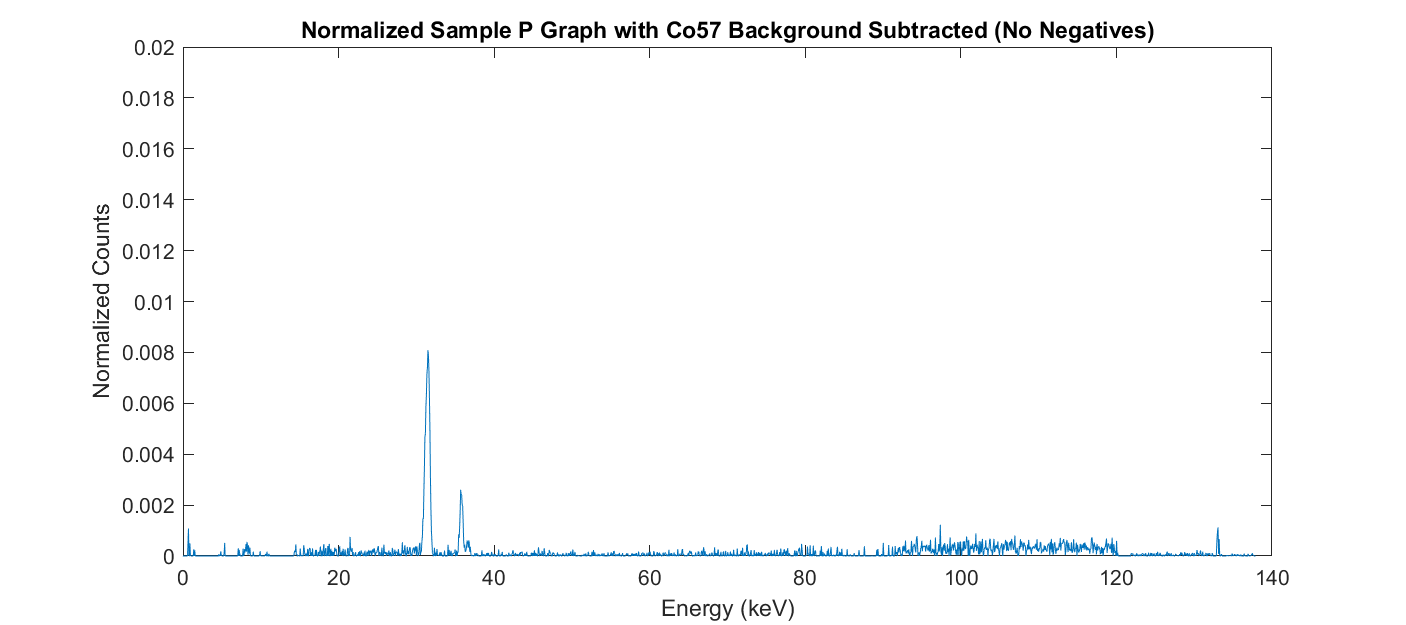 Normalized Sample P Graph with Co57 Background Subtracted (No Negatives)
0.02
0.018
0.016
0.014
0.012
0.01
0.008
0.006
0.004
0.002
0
Normalized Counts
0 20 40 60 80 100 120 140
Energy (keV)